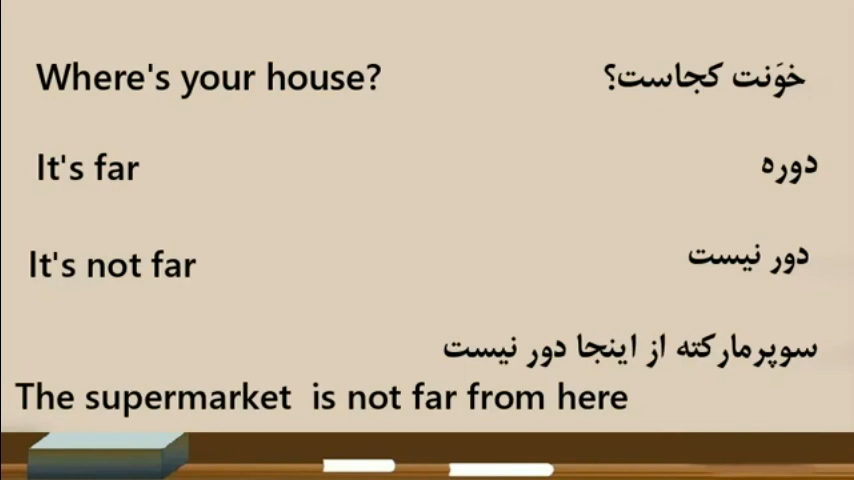 Where's your house?
خوَنت کجاست؟
It's far
دوره
It's not far
دور نیست
سوپرمارکته از اینجا دور نیست
The supermarket is not far from here